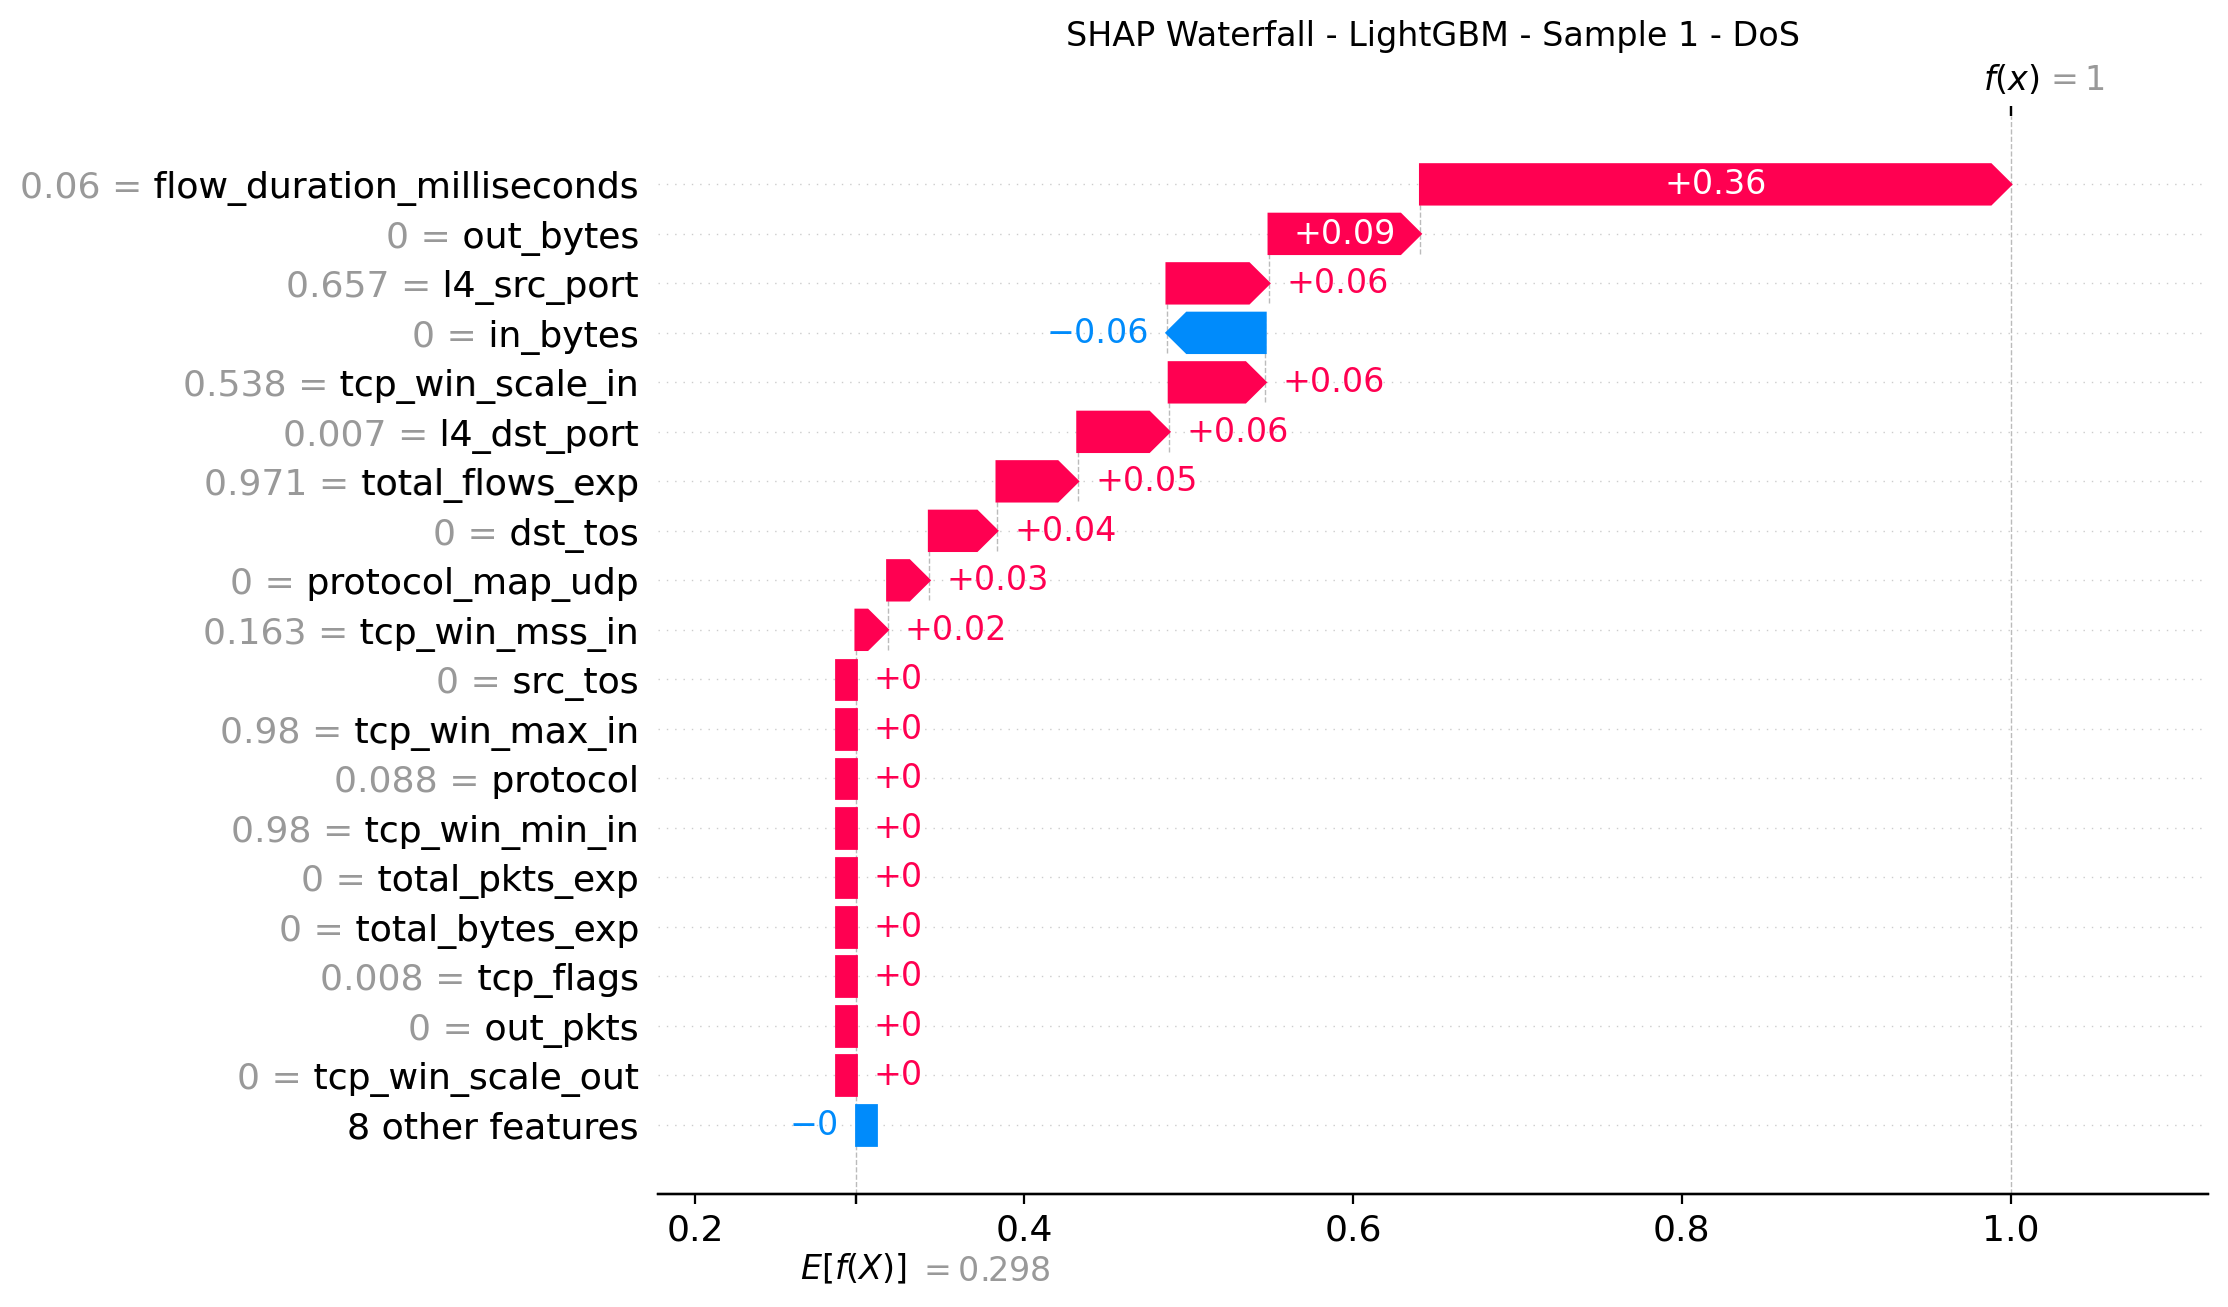 SHAP Waterfall - LightGBM - Sample 1 - DoS
f(x) = 1
0.06 = flow_duration_milliseconds +0.36
0 = out_bytes +0.09
0.657 = l4_src_port +0.06
0 = in_bytes −0.06
0.538 = tcp_win_scale_in +0.06
0.007 = l4_dst_port +0.06
0.971 = total_flows_exp +0.05
0 = dst_tos +0.04
0 = protocol_map_udp +0.03
0.163 = tcp_win_mss_in +0.02
0 = src_tos +0
0.98 = tcp_win_max_in +0
0.088 = protocol +0
0.98 = tcp_win_min_in +0
0 = total_pkts_exp +0
0 = total_bytes_exp +0
0.008 = tcp_flags +0
0 = out_pkts +0
0 = tcp_win_scale_out +0
8 other features −0
0.2 0.4 0.6 0.8 1.0
E[f(X)] = 0.298